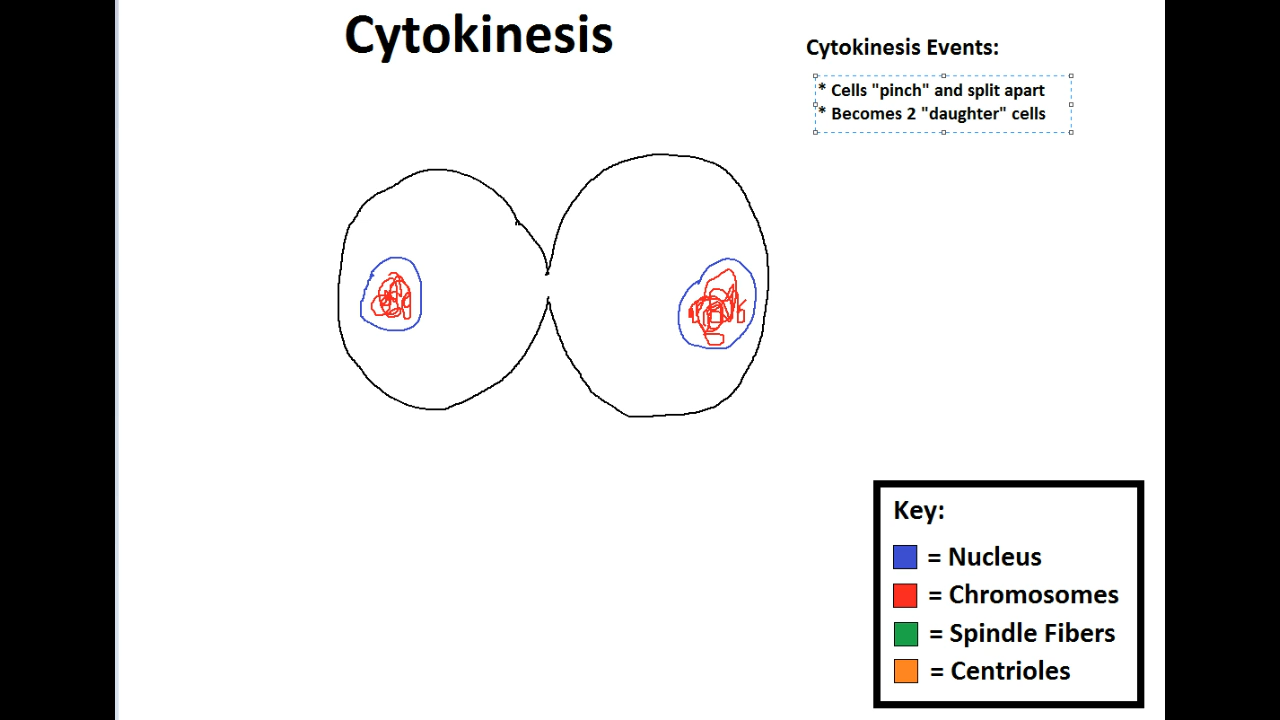 Cytokinesis
Cytokinesis Events:
* Cells "pinch" and split apart
* Becomes 2 "daughter" cells
Key:
= Nucleus
= Chromosomes
= Spindle Fibers
= Centrioles